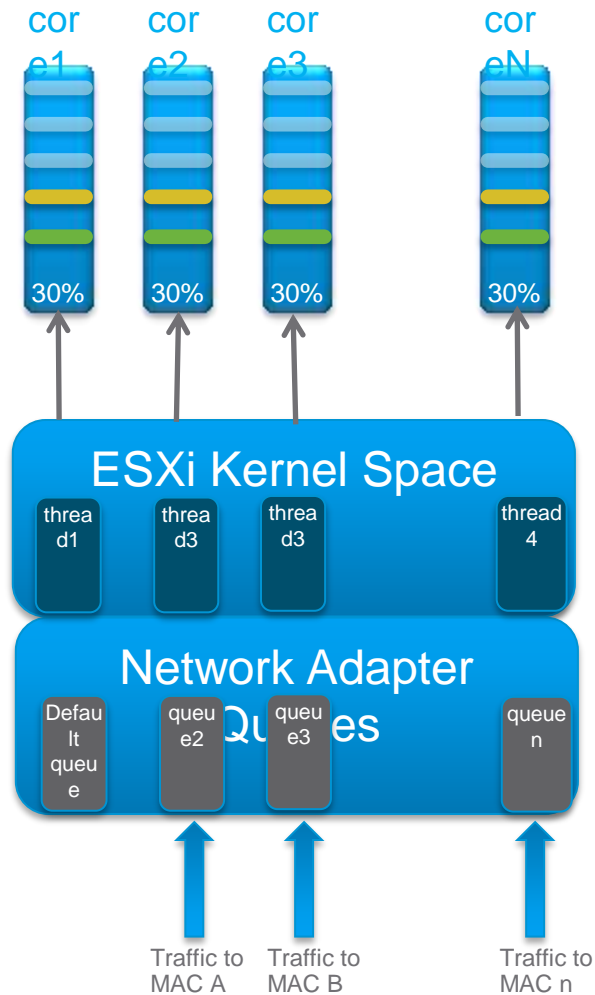 cor
e1
cor
e2
cor
e3
cor
eN
30%
30%
30%
30%
ESXi Kernel Space
threa
d1
threa
d3
threa
d3
thread
4
Network Adapter
Queues
Defau
lt
queu
e
queu
e2
queu
e3
queue
n
Traffic to
MAC A
Traffic to
MAC B
Traffic to
MAC n